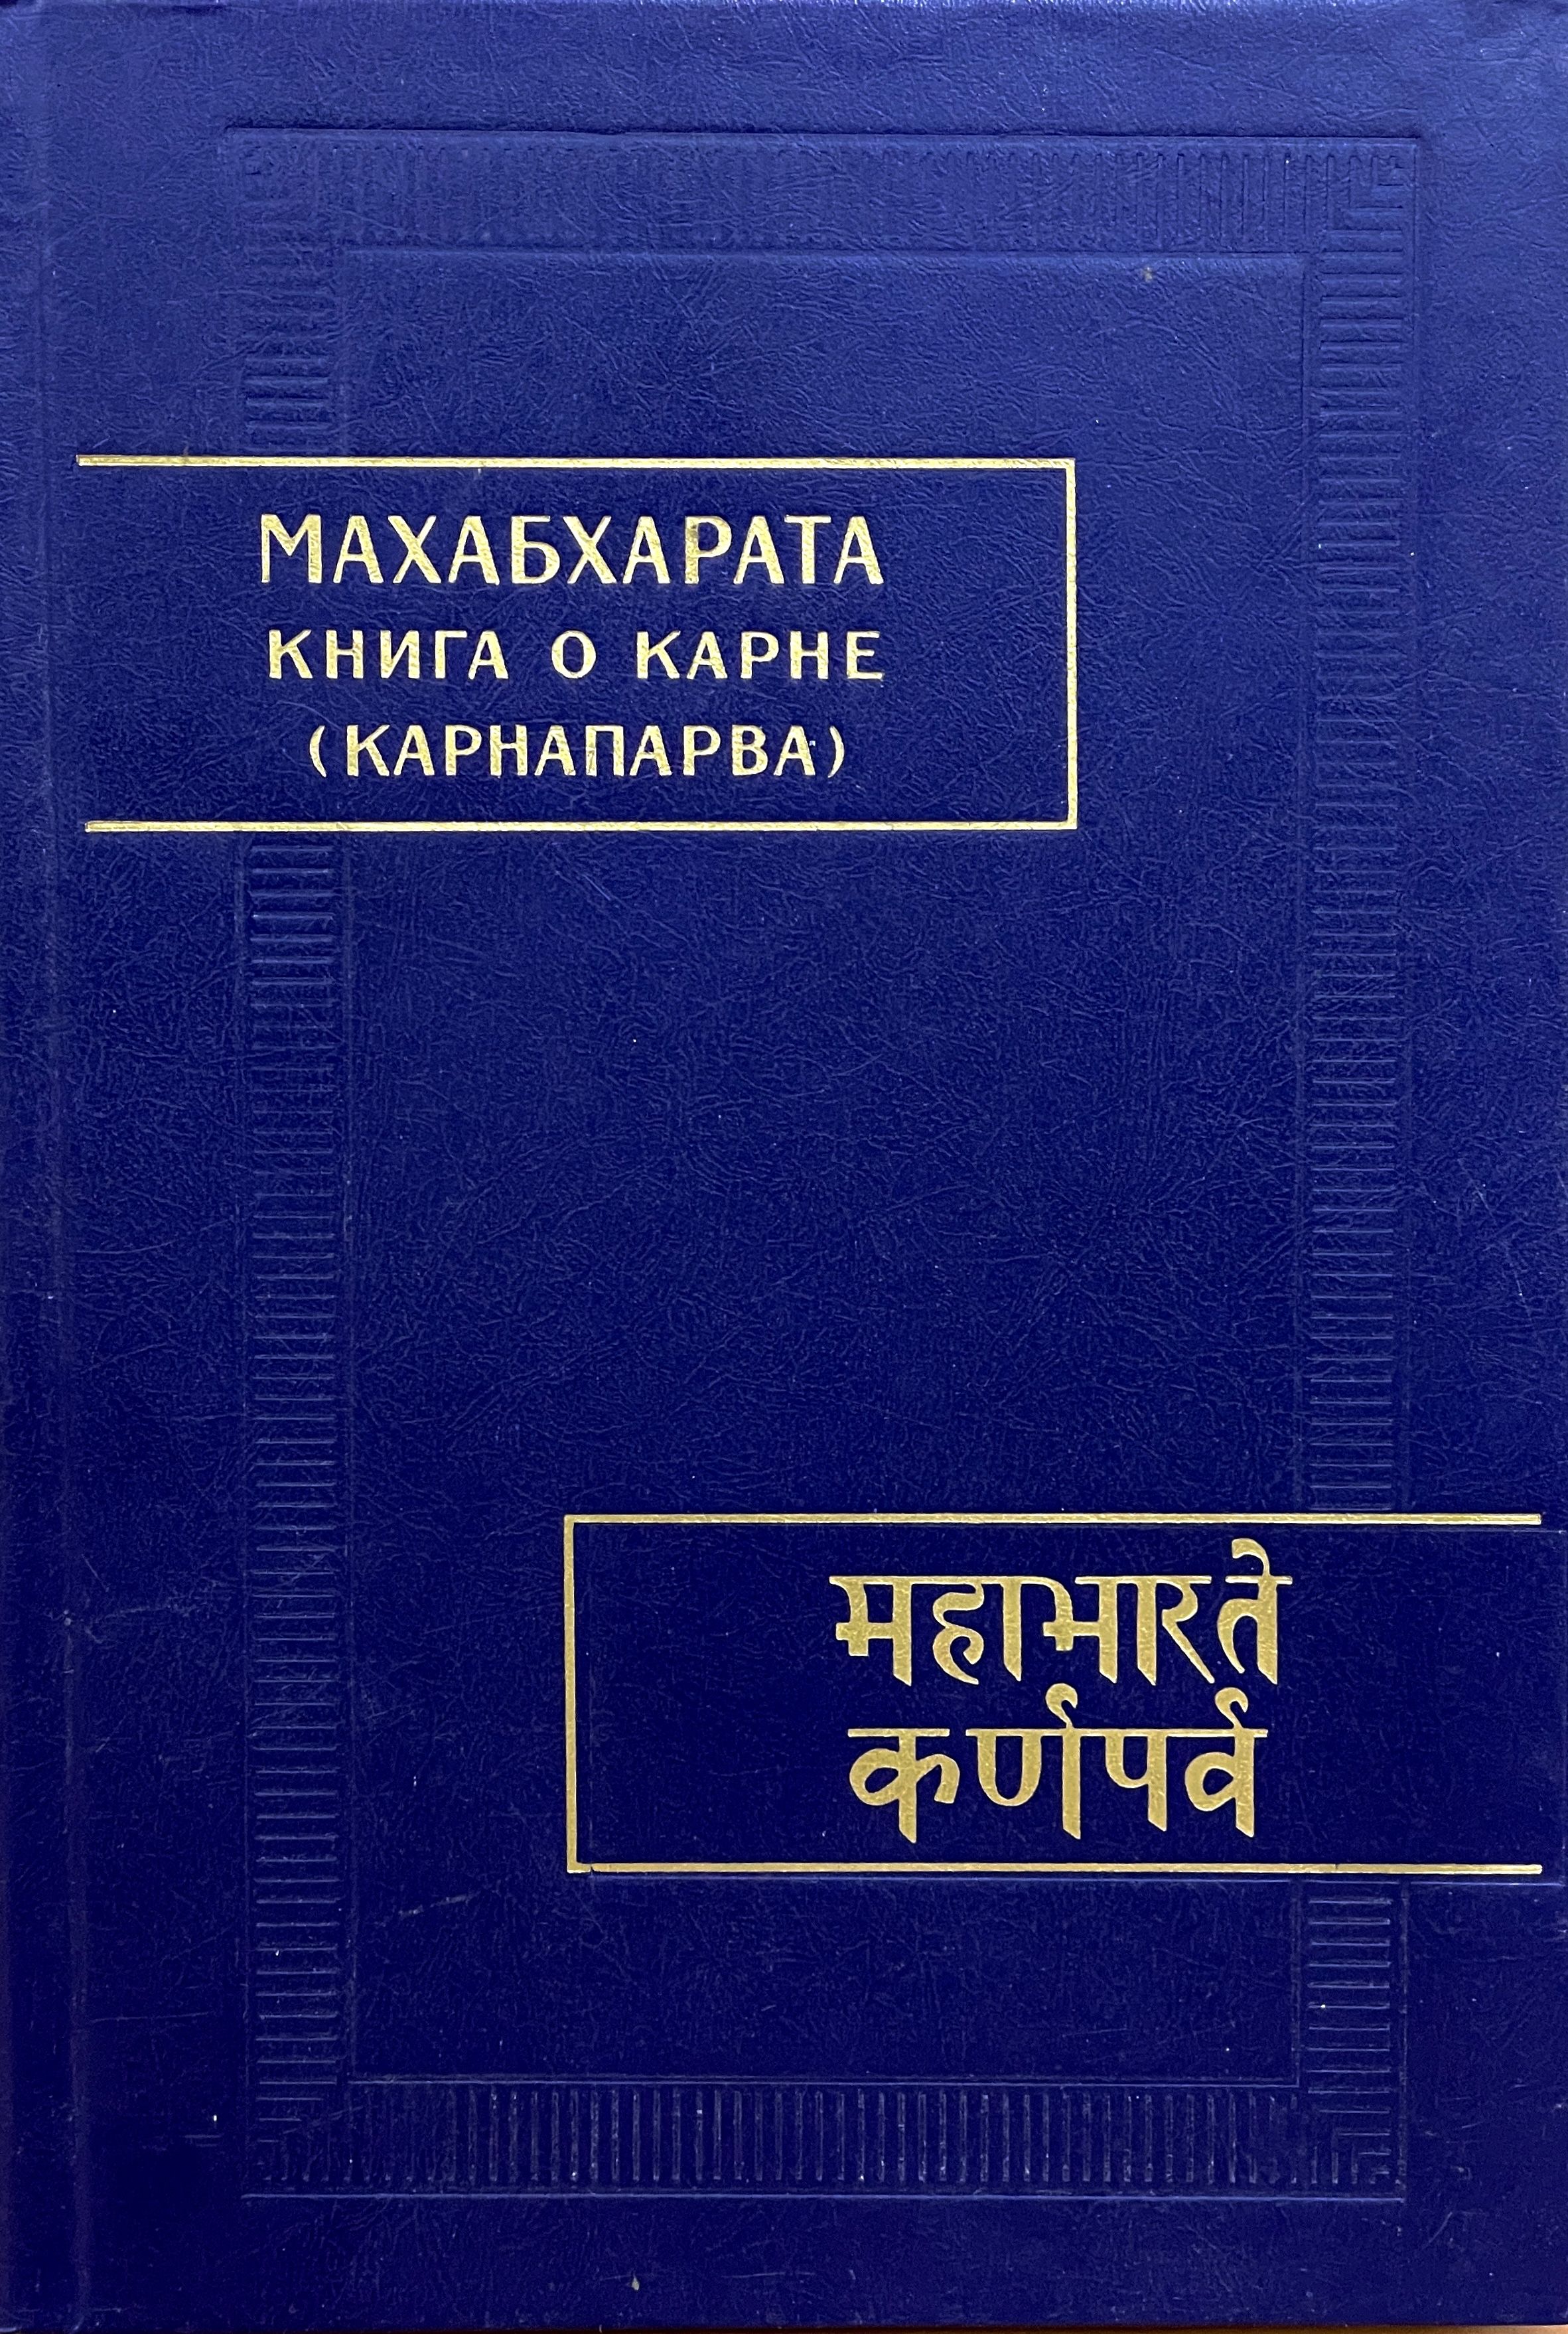 МАХАБХАРАТА
КНИГА О КАРНЕ
(КАРНАПАРВА)
महाभारते
कर्णपर्व